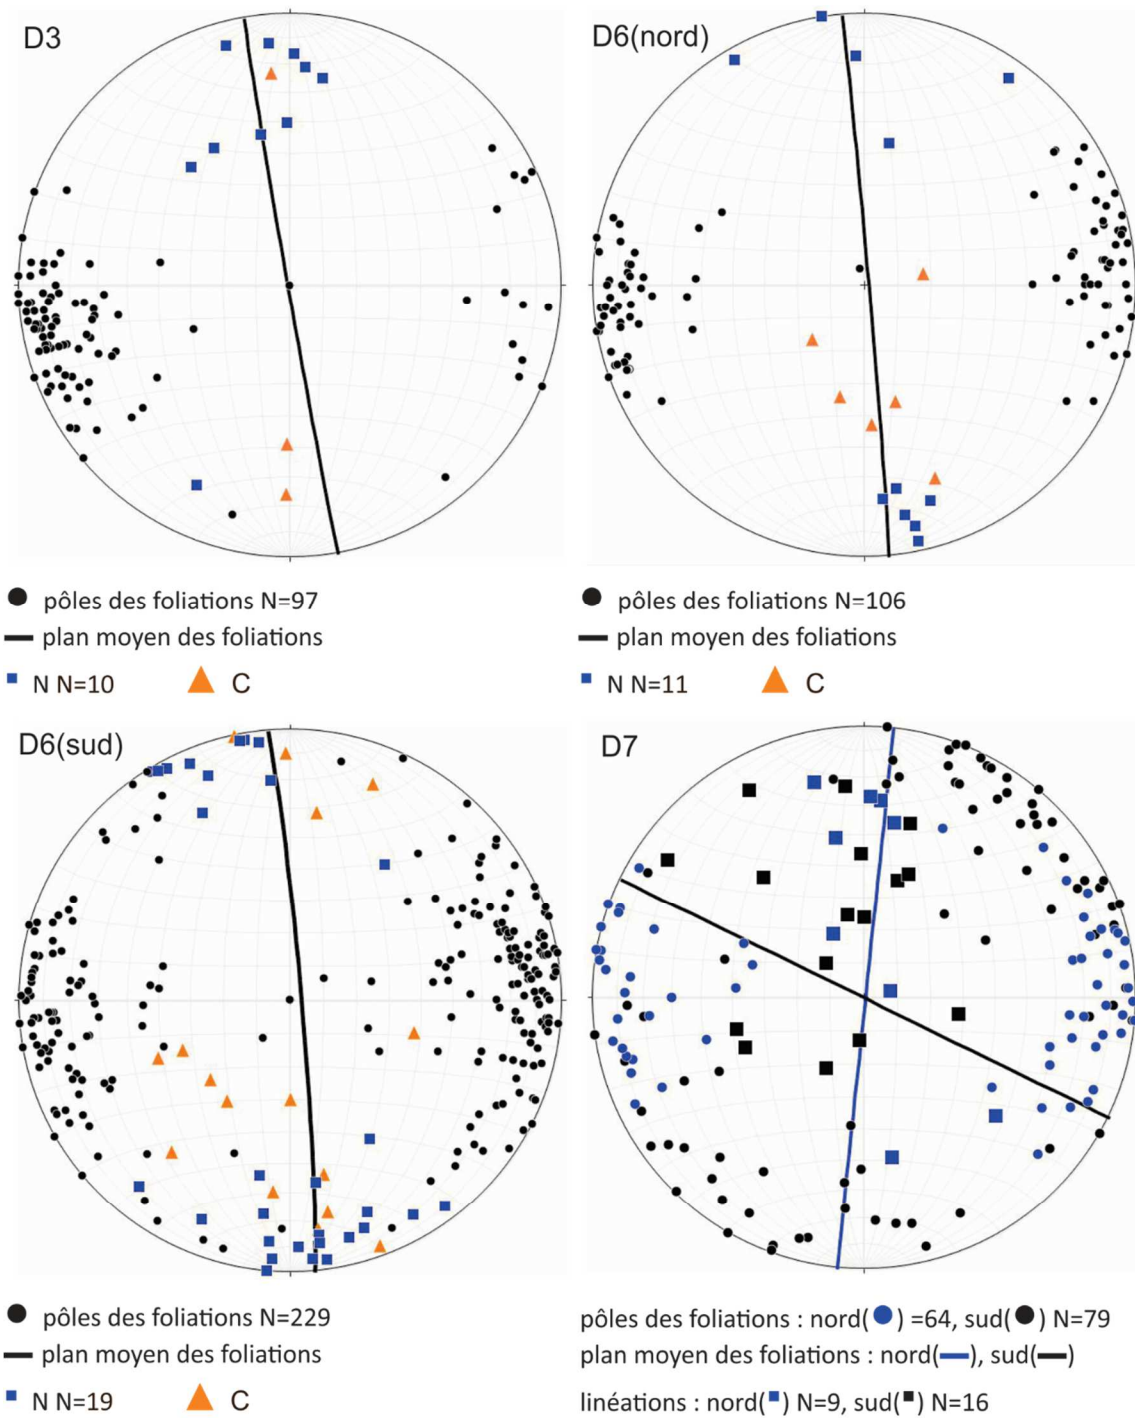 D3
D6(nord)
pôles des foliations N=97
plan moyen des foliations
N N=10 C
pôles des foliations N=106
plan moyen des foliations
N N=11 C
D6(sud)
D7
pôles des foliations N=229
plan moyen des foliations
N N=19 C
pôles des foliations : nord( ) =64, sud( ) N=79
plan moyen des foliations : nord( ), sud( )
linéations : nord( ) N=9, sud( ) N=16